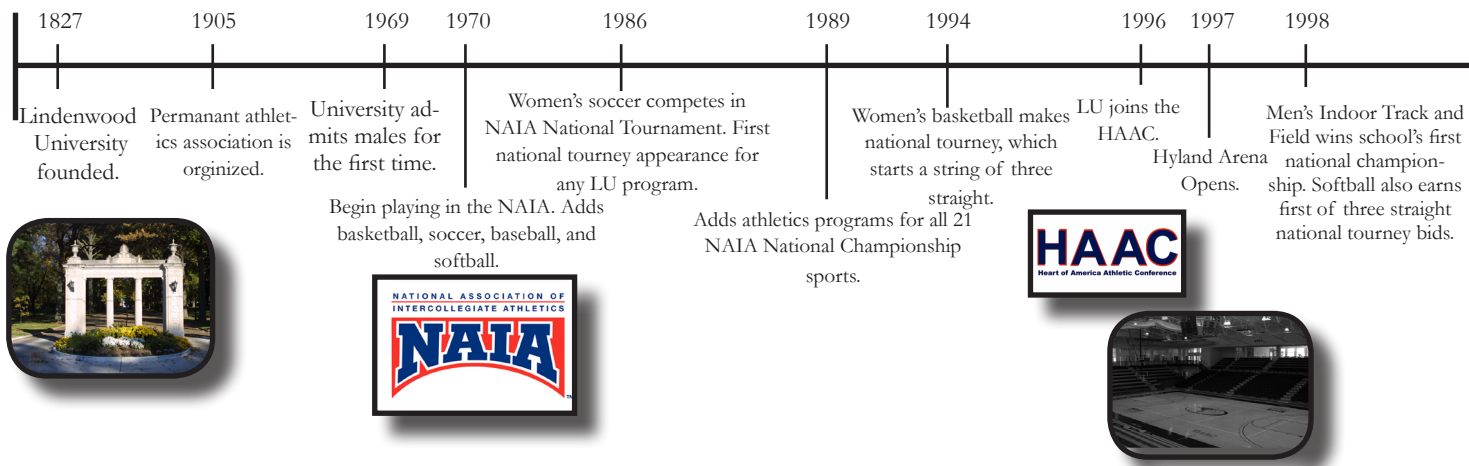 1827
1905
1969
1970
1986
1989
1994
1996
1997
1998
Lindenwood
University
founded.
Permanant athlet-
ics association is
orginized.
University ad-
mits males for
the first time.
Begin playing in the NAIA. Adds
basketball, soccer, baseball, and
softball.
Women's soccer competes in
NAIA National Tournament. First
national tourney appearance for
any LU program.
Adds athletics programs for all 21
NAIA National Championship
sports.
Women's basketball makes
national tourney, which
starts a string of three
straight.
LU joins the
HAAC.
Hyland Arena
Opens.
Men's Indoor Track and
Field wins school's first
national champion-
ship. Softball also earns
first of three straight
national tourney bids.
NATIONAL ASSOCIATION OF
INTERCOLLEGIATE ATHLETICS
NAIA
TM
HAAC
Heart of America Athletic Conference